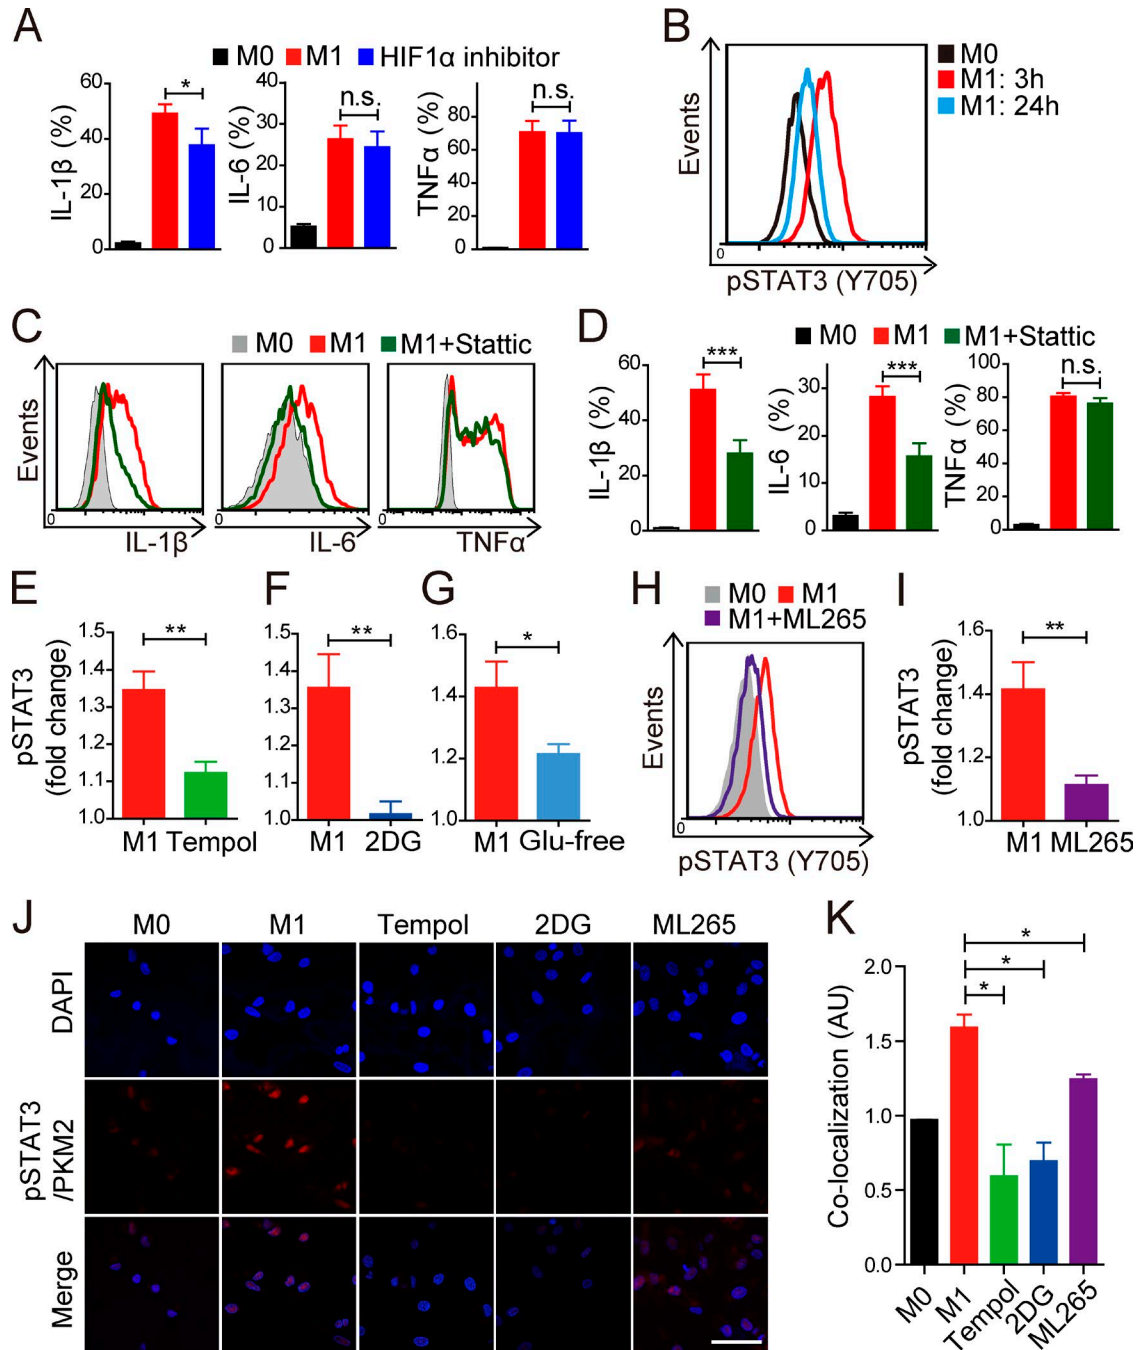 A
M0 M1 HIF1α inhibitor
IL-1β (%)
60
40
20
0
*
IL-6 (%)
40
30
20
10
0
n.s.
TNFα (%)
80
60
40
20
0
n.s.
B
Events
0
pSTAT3 (Y705)
M0
M1: 3h
M1: 24h
C
M0 M1 M1+Stattic
Events
0
IL-1β
0
IL-6
0
TNFα
D
M0 M1 M1+Stattic
IL-1β (%)
60
40
20
0
***
IL-6 (%)
30
20
10
0
***
TNFα (%)
100
80
60
40
20
0
n.s.
E
pSTAT3
(fold change)
1.5
1.4
1.3
1.2
1.1
1.0
**
M1 Tempol
F
1.5
1.4
1.3
1.2
1.1
1.0
**
M1 2DG
G
1.6
1.4
1.2
1.0
*
M1 Glu-free
H
M0 M1
M1+ML265
Events
0
pSTAT3 (Y705)
I
pSTAT3
(fold change)
1.6
1.4
1.2
1.0
**
M1 ML265
J
M0 M1 Tempol 2DG ML265
DAPI
pSTAT3
/PKM2
Merge
K
Co-localization (AU)
2.0
1.5
1.0
0.5
0.0
*
*
*
M0
M1
Tempol
2DG
ML265